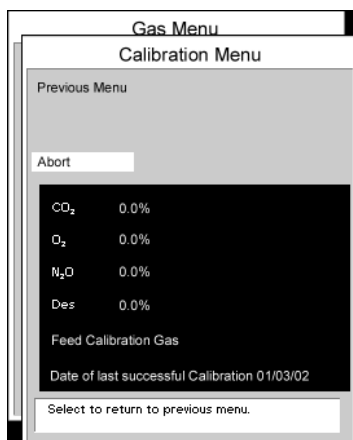 Gas Menu
Calibration Menu
Previous Menu
Abort
CO₂ 0.0%
O₂ 0.0%
N₂O 0.0%
Des 0.0%
Feed Calibration Gas
Date of last successful Calibration 01/03/02
Select to return to previous menu.